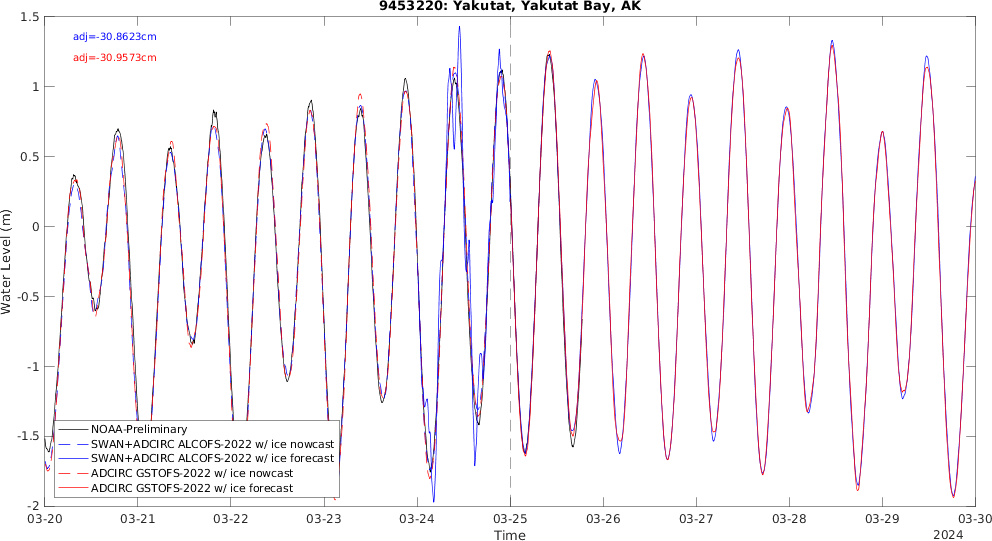 9453220: Yakutat, Yakutat Bay, AK
adj=-30.8623cm
adj=-30.9573cm
Water Level (m)
1.5
1
0.5
0
-0.5
-1
-1.5
-2
NOAA-Preliminary
SWAN+ADCIRC ALCOFS-2022 w/ ice nowcast
SWAN+ADCIRC ALCOFS-2022 w/ ice forecast
ADCIRC GSTOFS-2022 w/ ice nowcast
ADCIRC GSTOFS-2022 w/ ice forecast
03-20 03-21 03-22 03-23 03-24 03-25 03-26 03-27 03-28 03-29 03-30
Time
2024